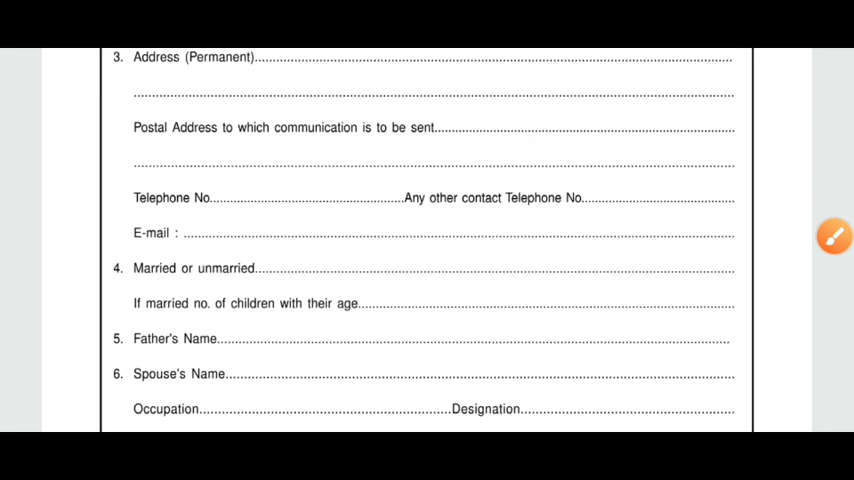 3. Address (Permanent)..........................................................................................
..........................................................................................
Postal Address to which communication is to be sent..........................................................................................
..........................................................................................
Telephone No..................................................Any other contact Telephone No........................................
E-mail : ..........................................................................................
4. Married or unmarried..........................................................................................
If married no. of children with their age..........................................................................................
5. Father's Name..........................................................................................
6. Spouse's Name..........................................................................................
Occupation..................................................Designation..................................................